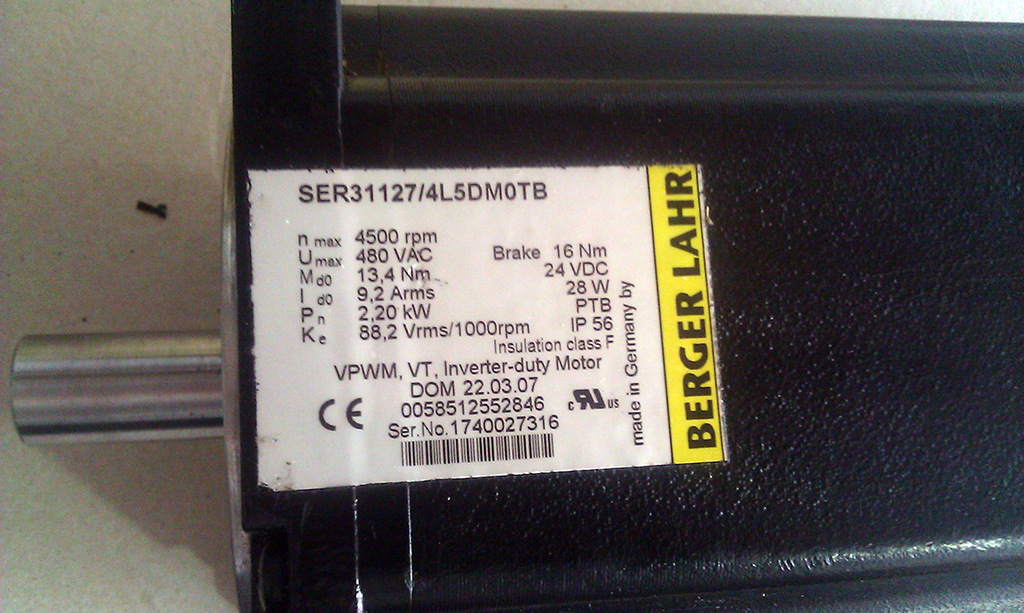 SER31127/4L5DM0TB
n max 4500 rpm
U max 480 VAC
M d0 13,4 Nm
I d0 9,2 Arms
P n 2,20 kW
K e 88,2 Vrms/1000rpm
Brake 16 Nm
24 VDC
28 W
PTB
IP 56
Insulation class F
VPWM, VT, Inverter-duty Motor
DOM 22.03.07
0058512552846
Ser.No.1740027316
CE
c RU us
made in Germany by
BERGER LAHR